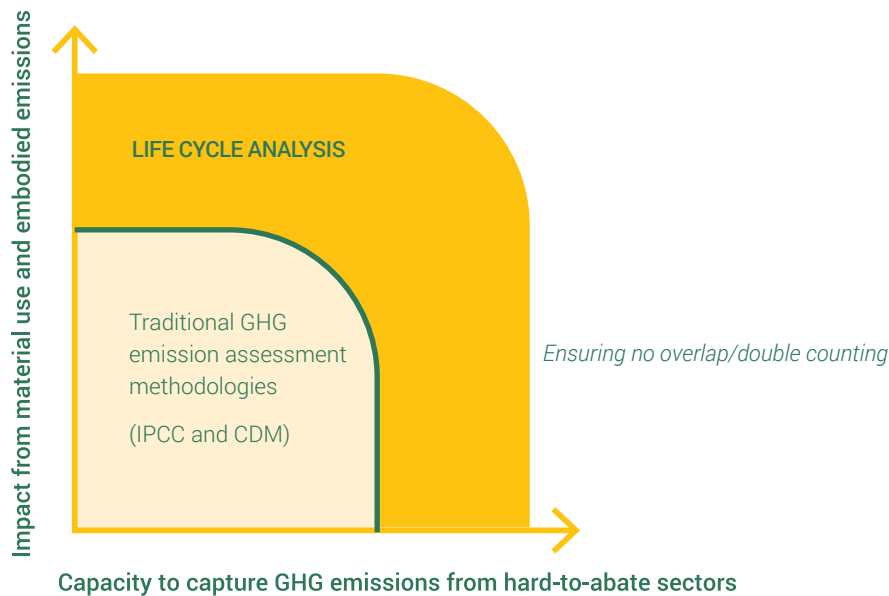 Impact from material use and embodied emissions
LIFE CYCLE ANALYSIS
Traditional GHG
emission assessment
methodologies
(IPCC and CDM)
Ensuring no overlap/double counting
Capacity to capture GHG emissions from hard-to-abate sectors